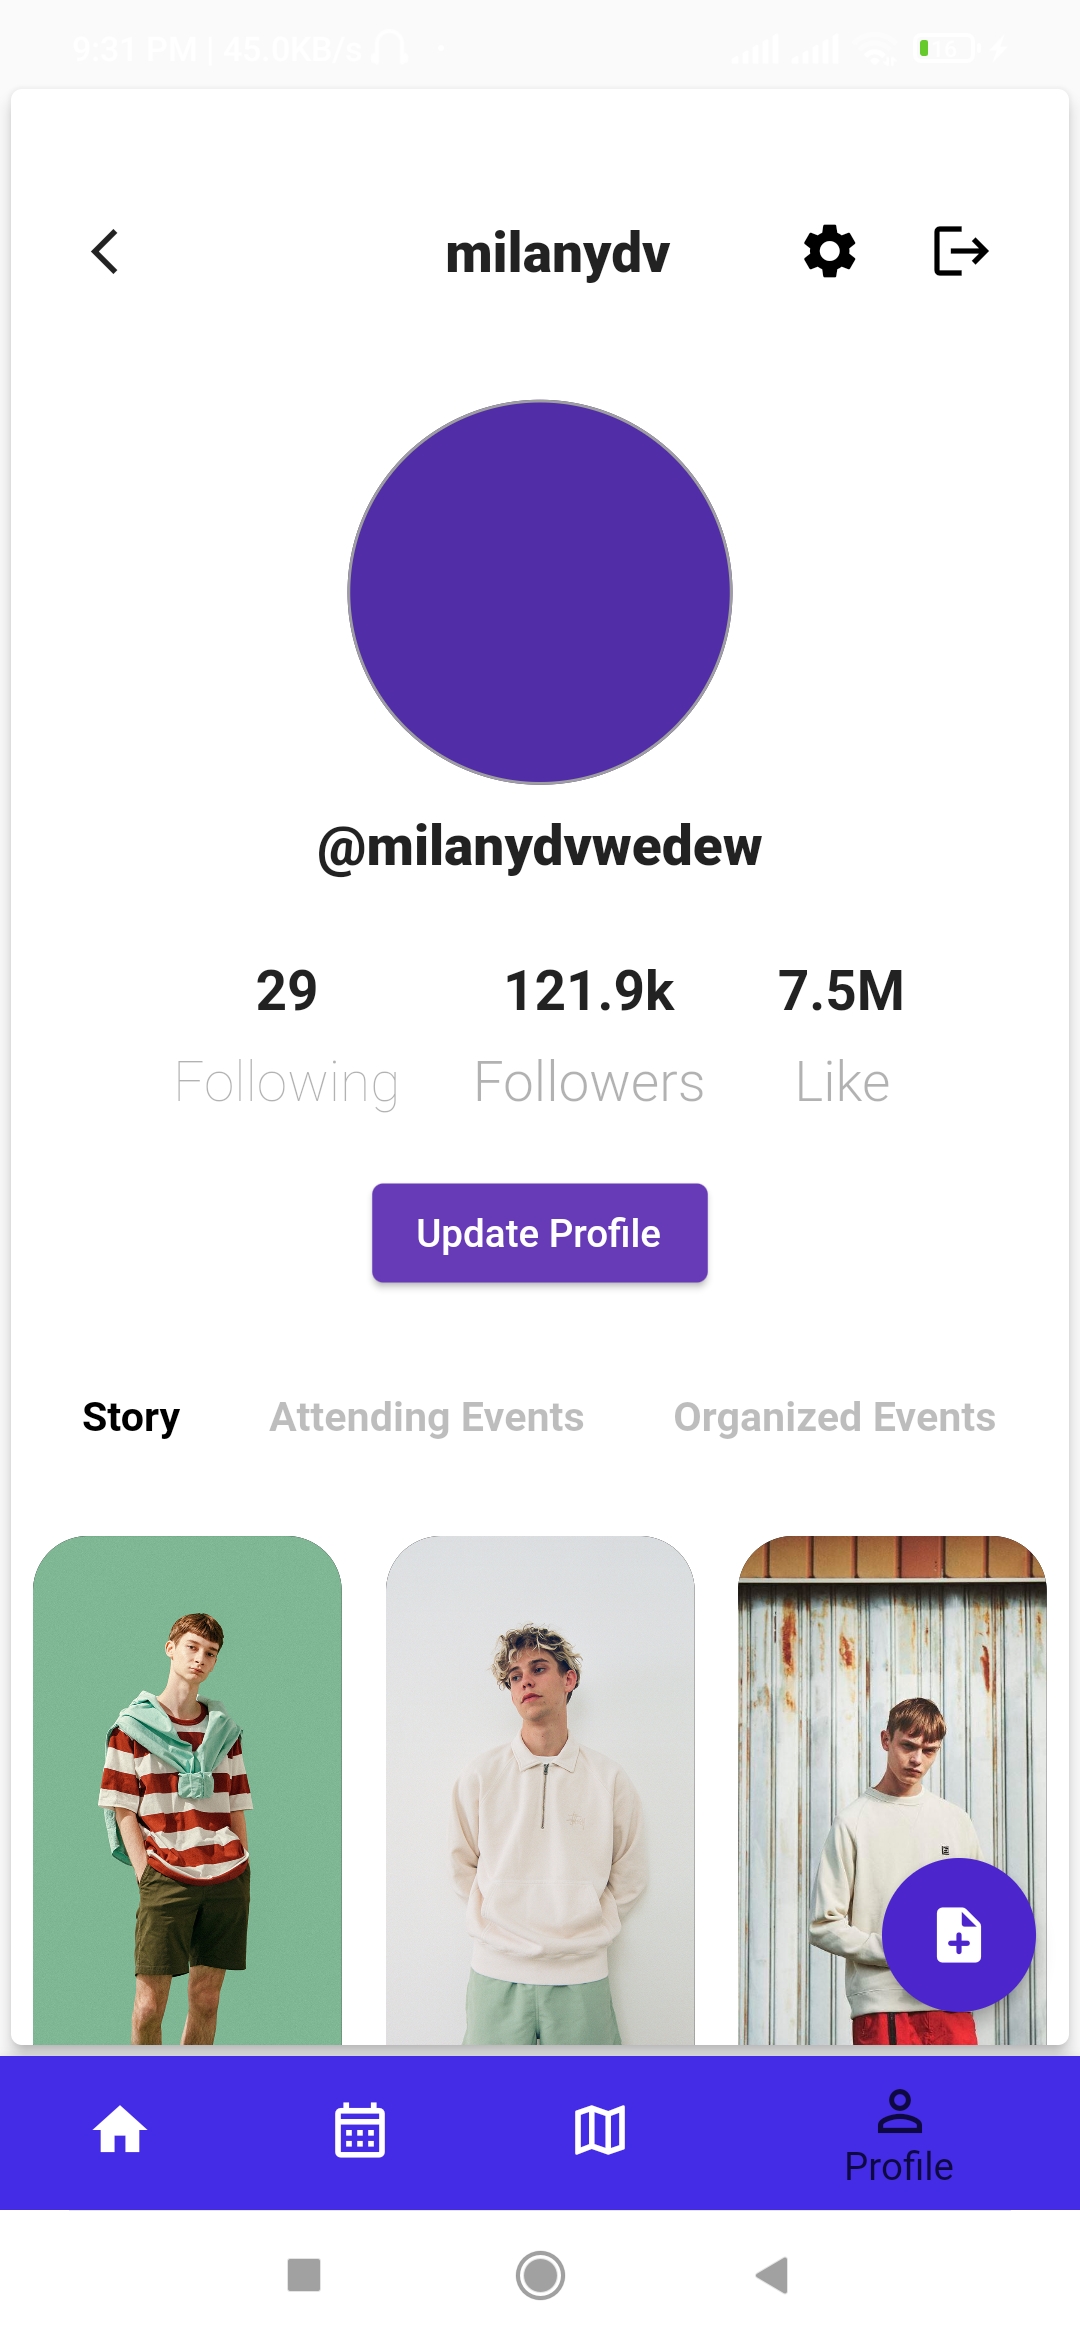 9:31 PM | 45.0KB/s
16
milanydv
@milanydvwedew
29 121.9k 7.5M
Following Followers Like
Update Profile
Story Attending Events Organized Events
Profile